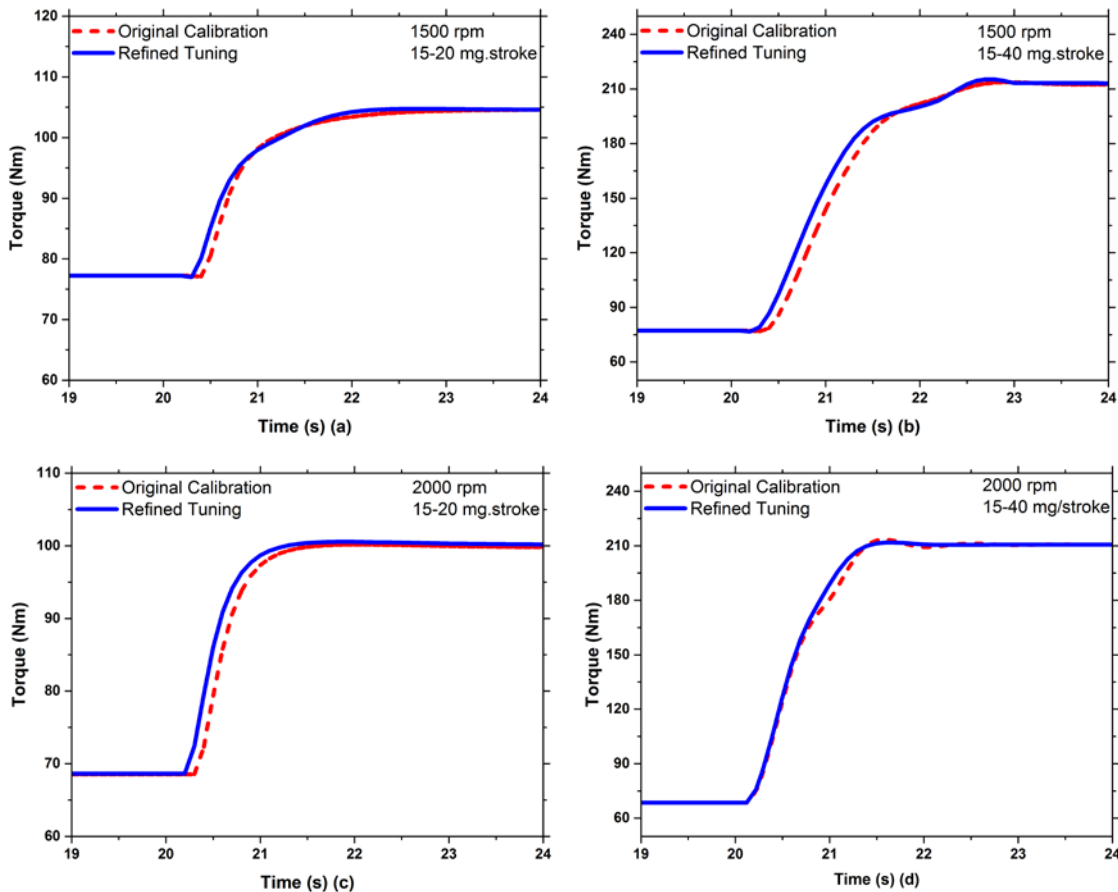 Original Calibration 1500 rpm
Refined Tuning 15-20 mg.stroke
120
110
100
90
80
70
60
Torque (Nm)
19 20 21 22 23 24
Time (s) (a)
Original Calibration 1500 rpm
Refined Tuning 15-40 mg.stroke
240
210
180
150
120
90
60
Torque (Nm)
19 20 21 22 23 24
Time (s) (b)
Original Calibration 2000 rpm
Refined Tuning 15-20 mg.stroke
110
100
90
80
70
60
Torque (Nm)
19 20 21 22 23 24
Time (s) (c)
Original Calibration 2000 rpm
Refined Tuning 15-40 mg/stroke
240
210
180
150
120
90
60
Torque (Nm)
19 20 21 22 23 24
Time (s) (d)